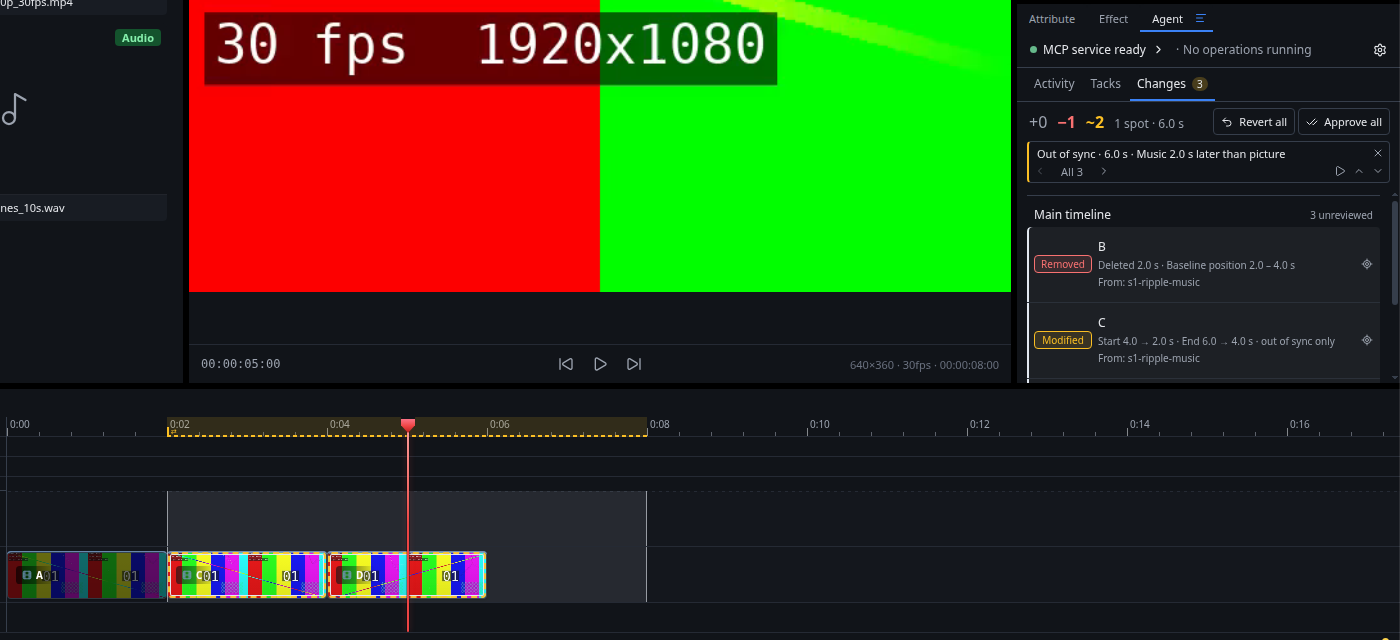 0p_30fps.mp4
Audio
nes_10s.wav
30 fps 1920x1080
00:00:05:00
640×360 · 30fps · 00:00:08:00
Attribute Effect Agent
MCP service ready · No operations running
Activity Tacks Changes 3
+0 −1 ~2 1 spot · 6.0 s Revert all Approve all
Out of sync · 6.0 s · Music 2.0 s later than picture
All 3
Main timeline 3 unreviewed
B
Removed Deleted 2.0 s · Baseline position 2.0 – 4.0 s
From: s1-ripple-music
C
Modified Start 4.0 → 2.0 s · End 6.0 → 4.0 s · out of sync only
From: s1-ripple-music
0:00 0:02 0:04 0:06 0:08 0:10 0:12 0:14 0:16
A 01 01 C 01 01 D 01 01